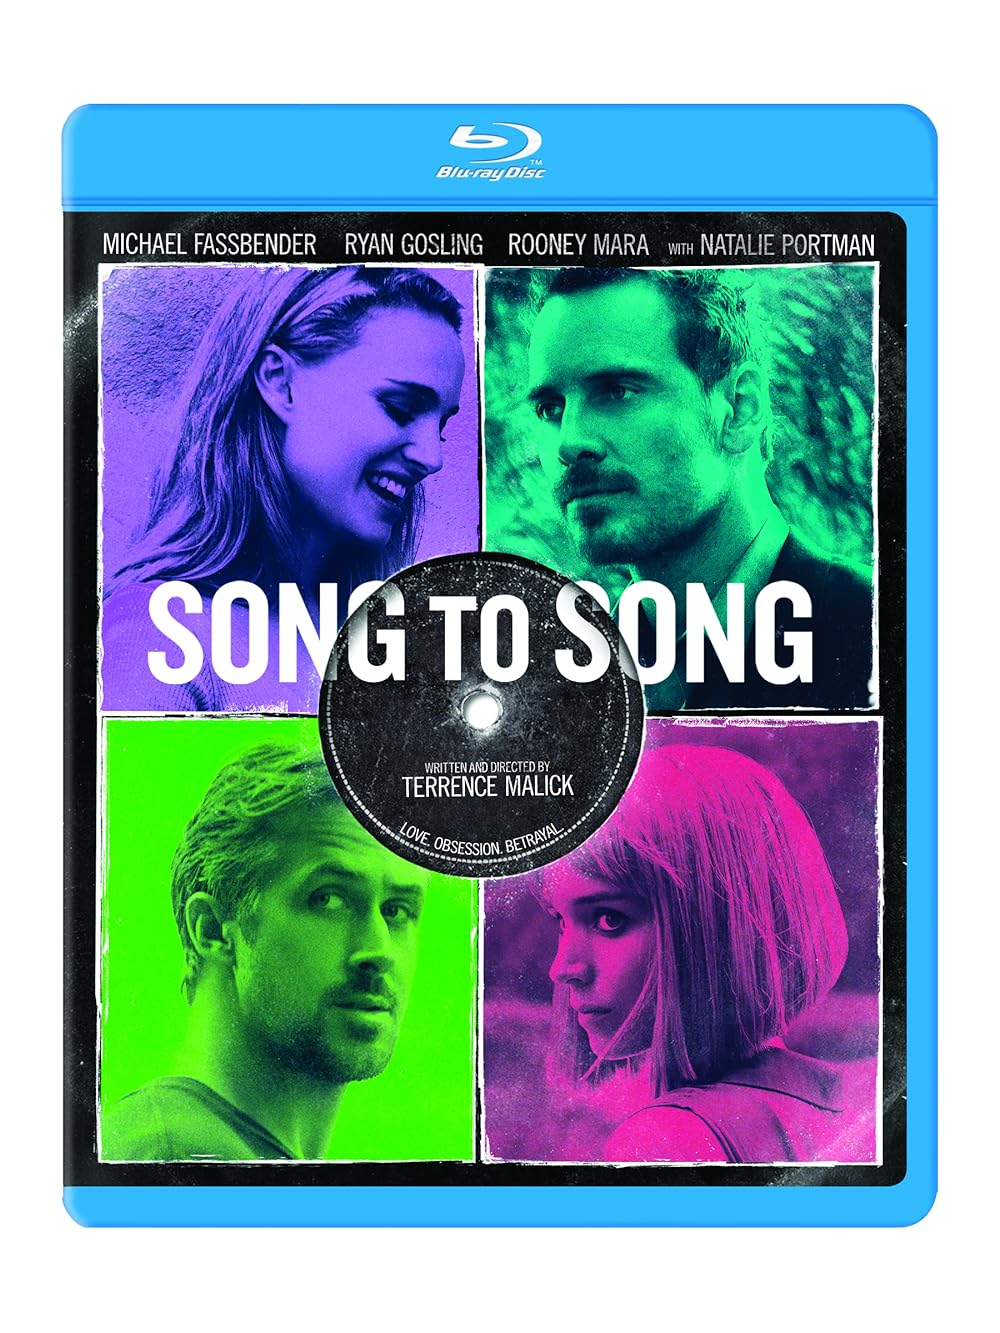 Blu-ray Disc™
MICHAEL FASSBENDER RYAN GOSLING ROONEY MARA WITH NATALIE PORTMAN
SONG TO SONG
WRITTEN AND DIRECTED BY
TERRENCE MALICK
LOVE. OBSESSION. BETRAYAL.